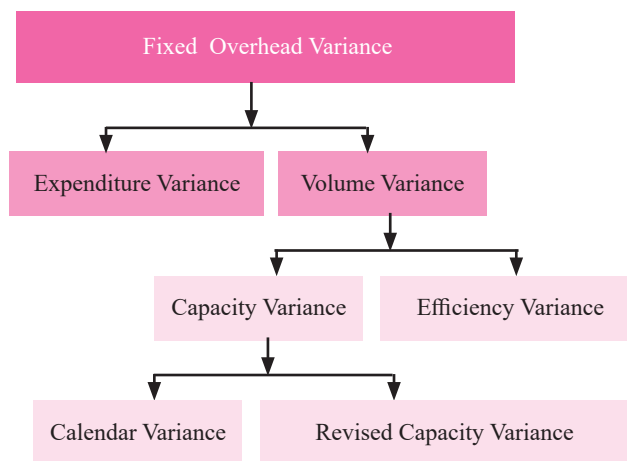 Fixed Overhead Variance
Expenditure Variance
Volume Variance
Capacity Variance
Efficiency Variance
Calendar Variance
Revised Capacity Variance